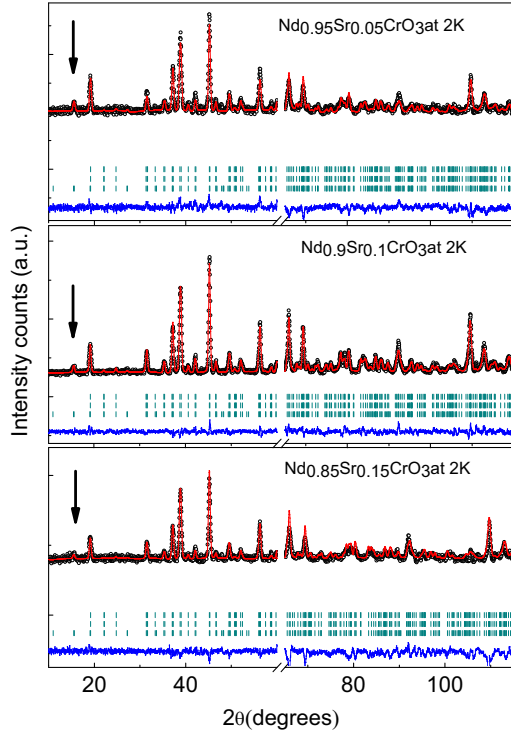 Nd0.95Sr0.05CrO3at 2K
Nd0.9Sr0.1CrO3at 2K
Intensity counts (a.u.)
Nd0.85Sr0.15CrO3at 2K
20 40 80 100
2θ(degrees)